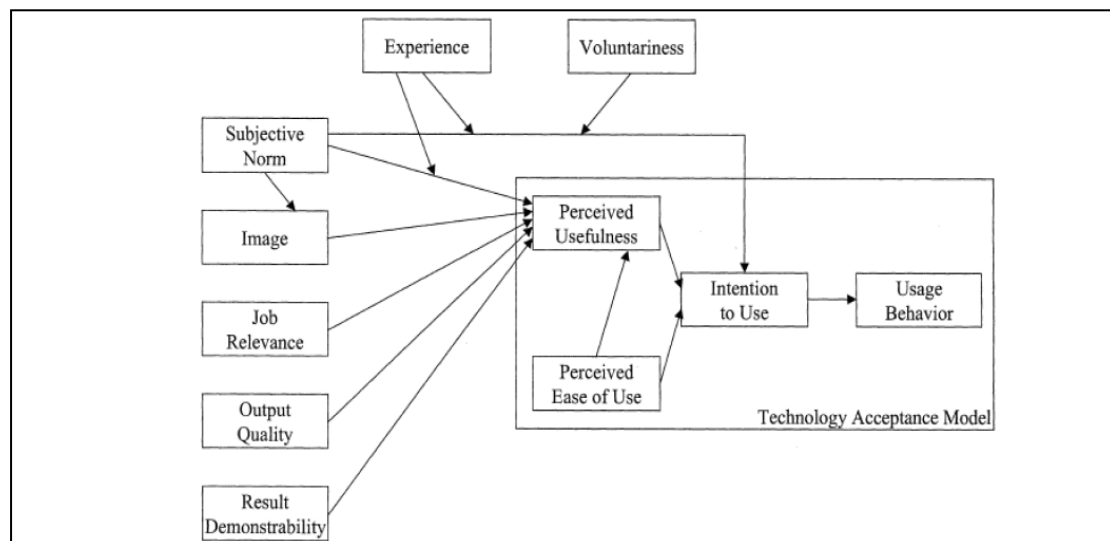 Experience
Voluntariness
Subjective
Norm
Image
Perceived
Usefulness
Job
Relevance
Intention
to Use
Usage
Behavior
Perceived
Ease of Use
Output
Quality
Technology Acceptance Model
Result
Demonstrability